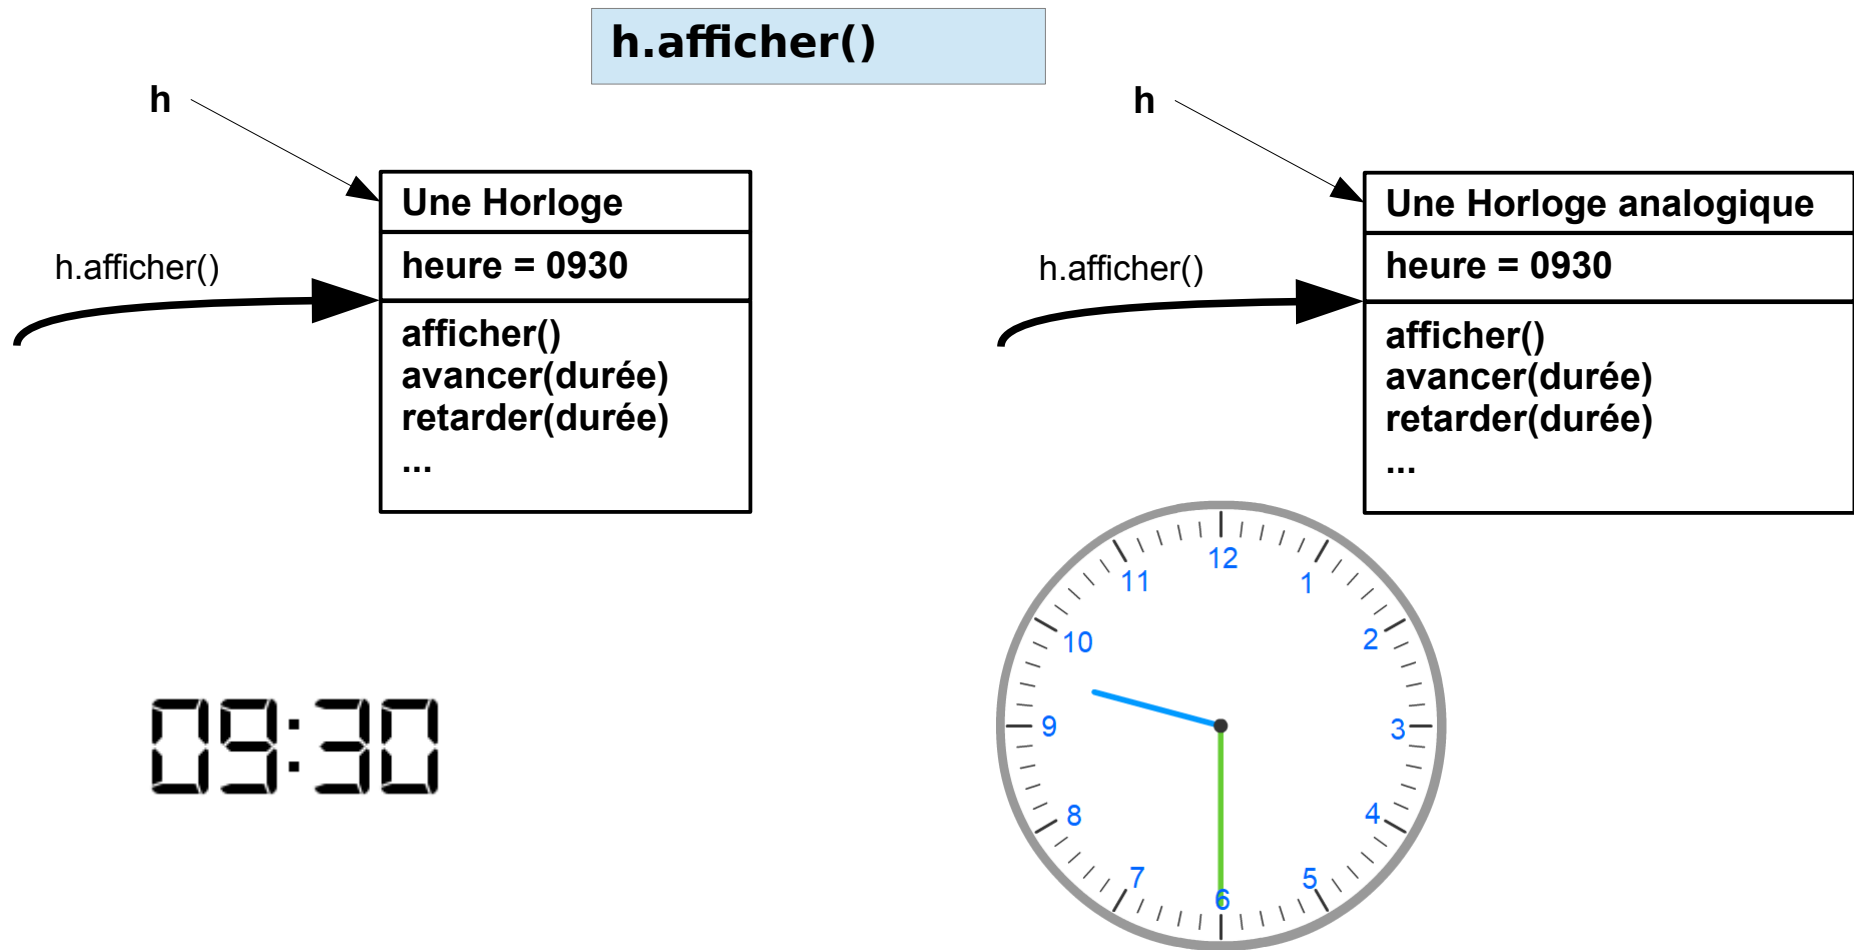 h.afficher()
h
Une Horloge
heure = 0930
h.afficher()
afficher()
avancer(durée)
retarder(durée)
...
09:30
h
Une Horloge analogique
heure = 0930
h.afficher()
afficher()
avancer(durée)
retarder(durée)
...
12
1
2
3
4
5
6
7
8
9
10
11